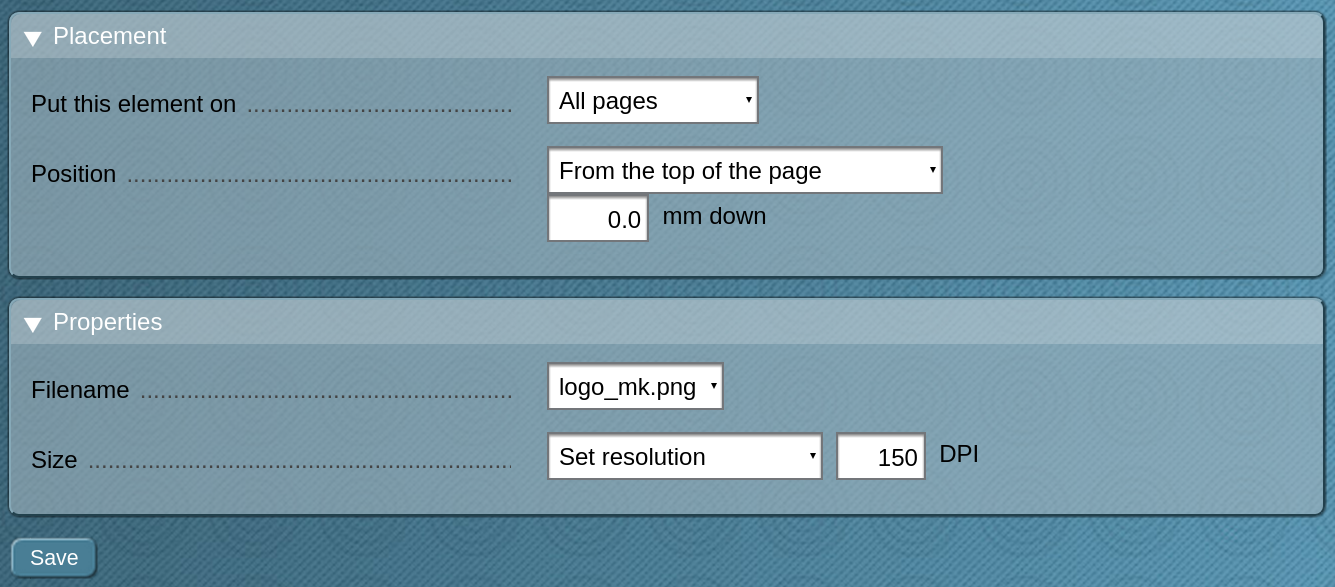 Placement
Put this element on All pages
Position From the top of the page
0.0 mm down
Properties
Filename logo_mk.png
Size Set resolution 150 DPI
Save